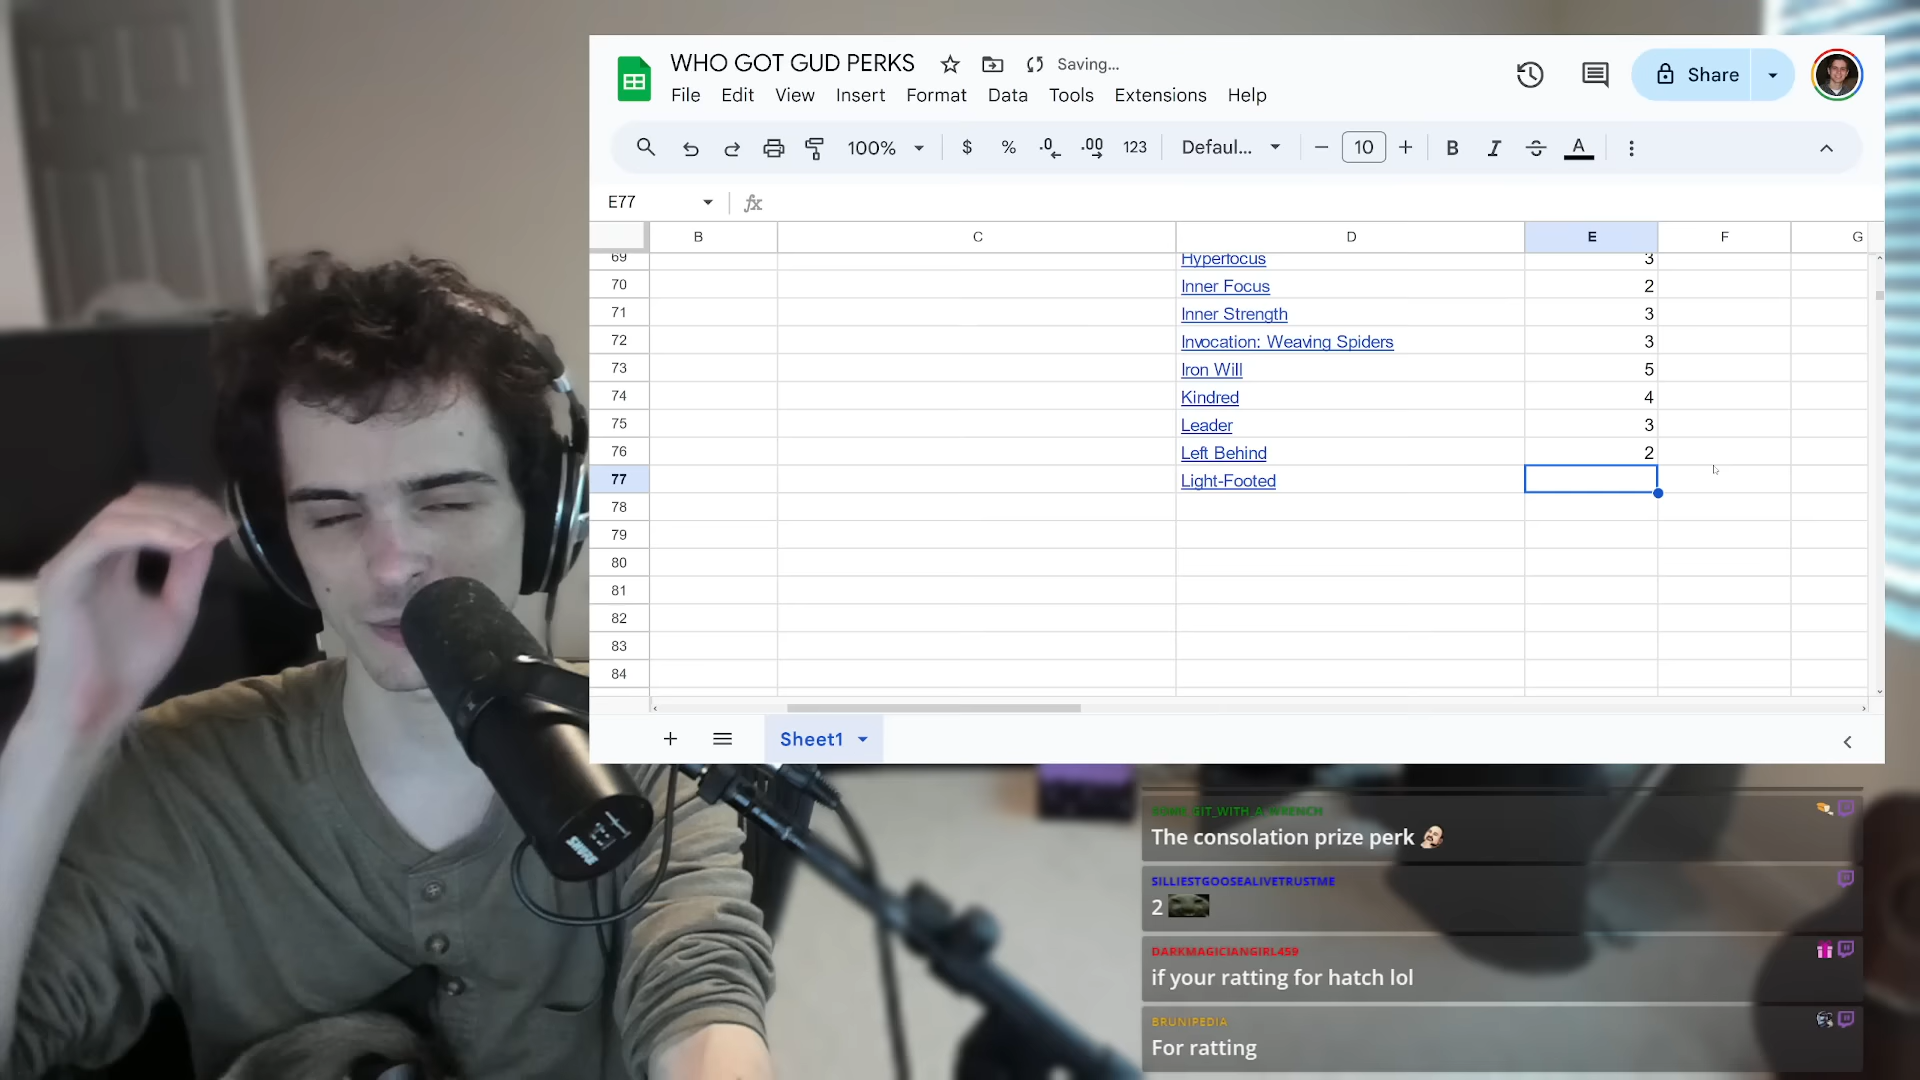 WHO GOT GUD PERKS
Saving...
File Edit View Insert Format Data Tools Extensions Help
Share
100% $ % .0 .00 123 Defaul... 10 B I S A
E77 fx
B C D E F G
69 Hyperfocus 3
70 Inner Focus 2
71 Inner Strength 3
72 Invocation: Weaving Spiders 3
73 Iron Will 5
74 Kindred 4
75 Leader 3
76 Left Behind 2
77 Light-Footed
78
79
80
81
82
83
84
Sheet1
SHURE
The consolation prize perk
SILLIESTGOOSEALIVETRUSTME
2
DARKMAGICIANGIRL459
if your ratting for hatch lol
BRUNIPEDIA
For ratting